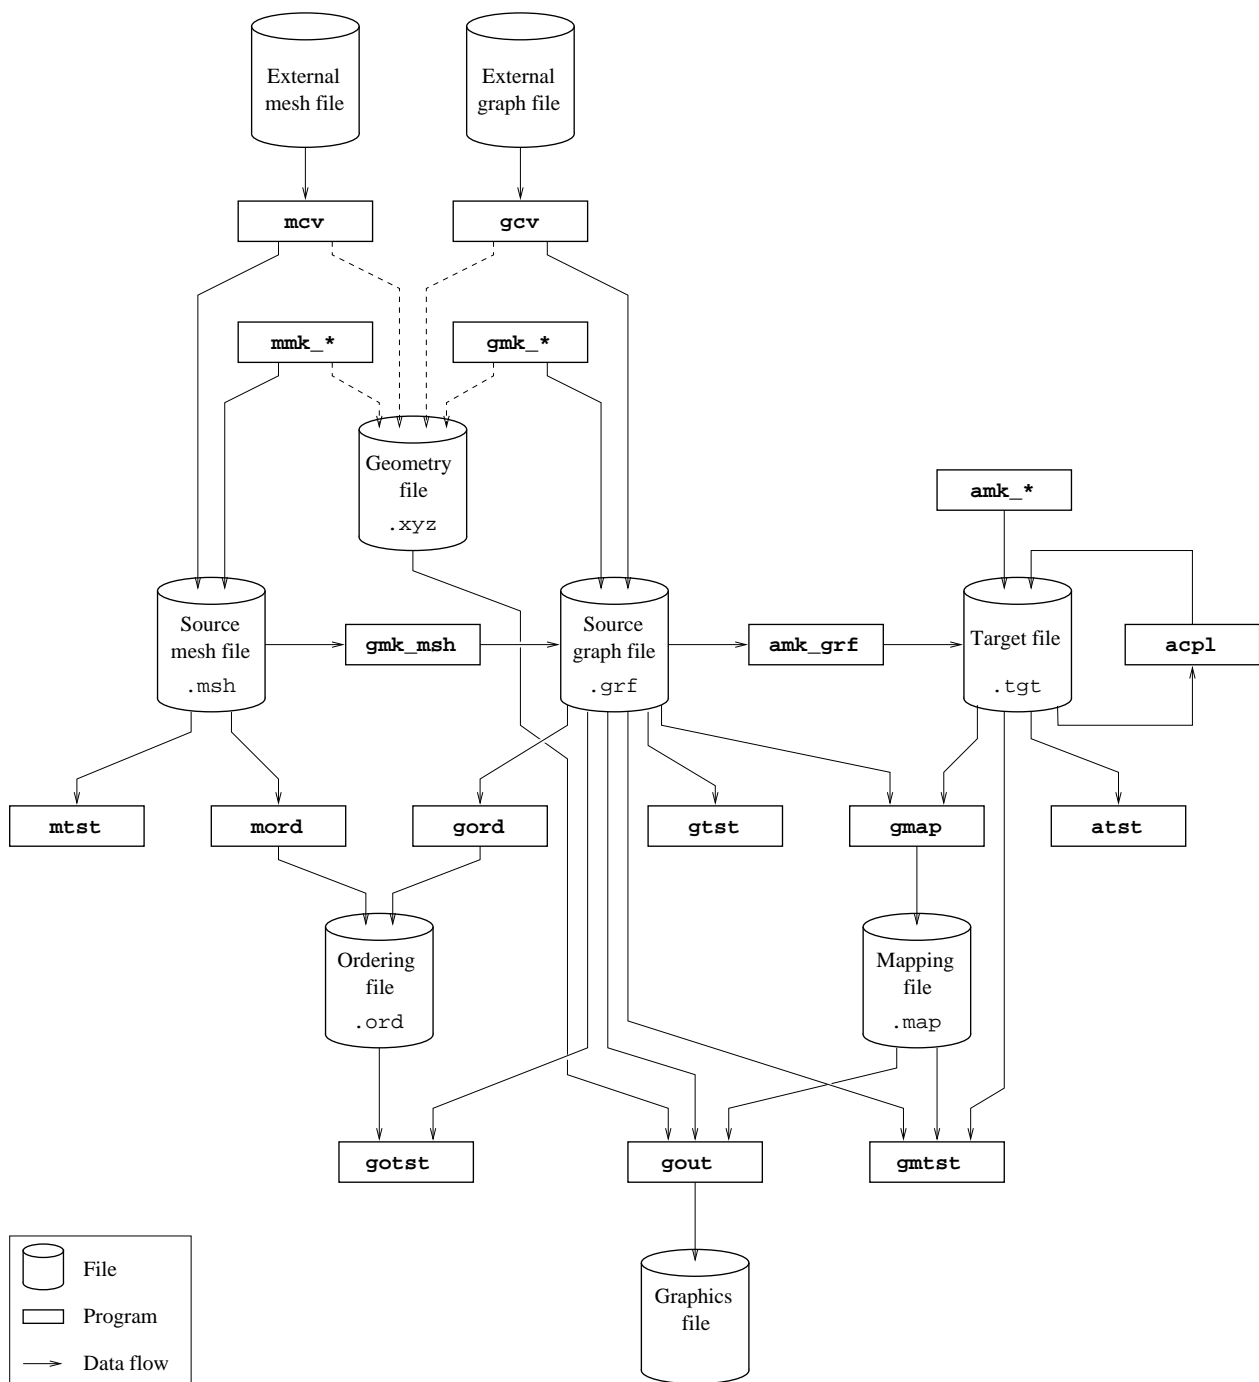 External
mesh file
External
graph file
mcv
gcv
mmk_*
gmk_*
Geometry
file
.xyz
amk_*
Source
mesh file
.msh
gmk_msh
Source
graph file
.grf
amk_grf
Target file
.tgt
acpl
mtst
mord
gord
gtst
gmap
atst
Ordering
file
.ord
Mapping
file
.map
gotst
gout
gmtst
File
Program
Data flow
Graphics
file